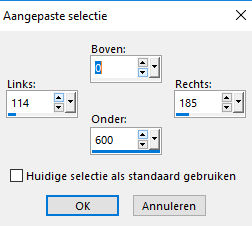 Aangepaste selectie
Boven:
0
Links:
114
Rechts:
185
Onder:
600
Huidige selectie als standaard gebruiken
OK
Annuleren